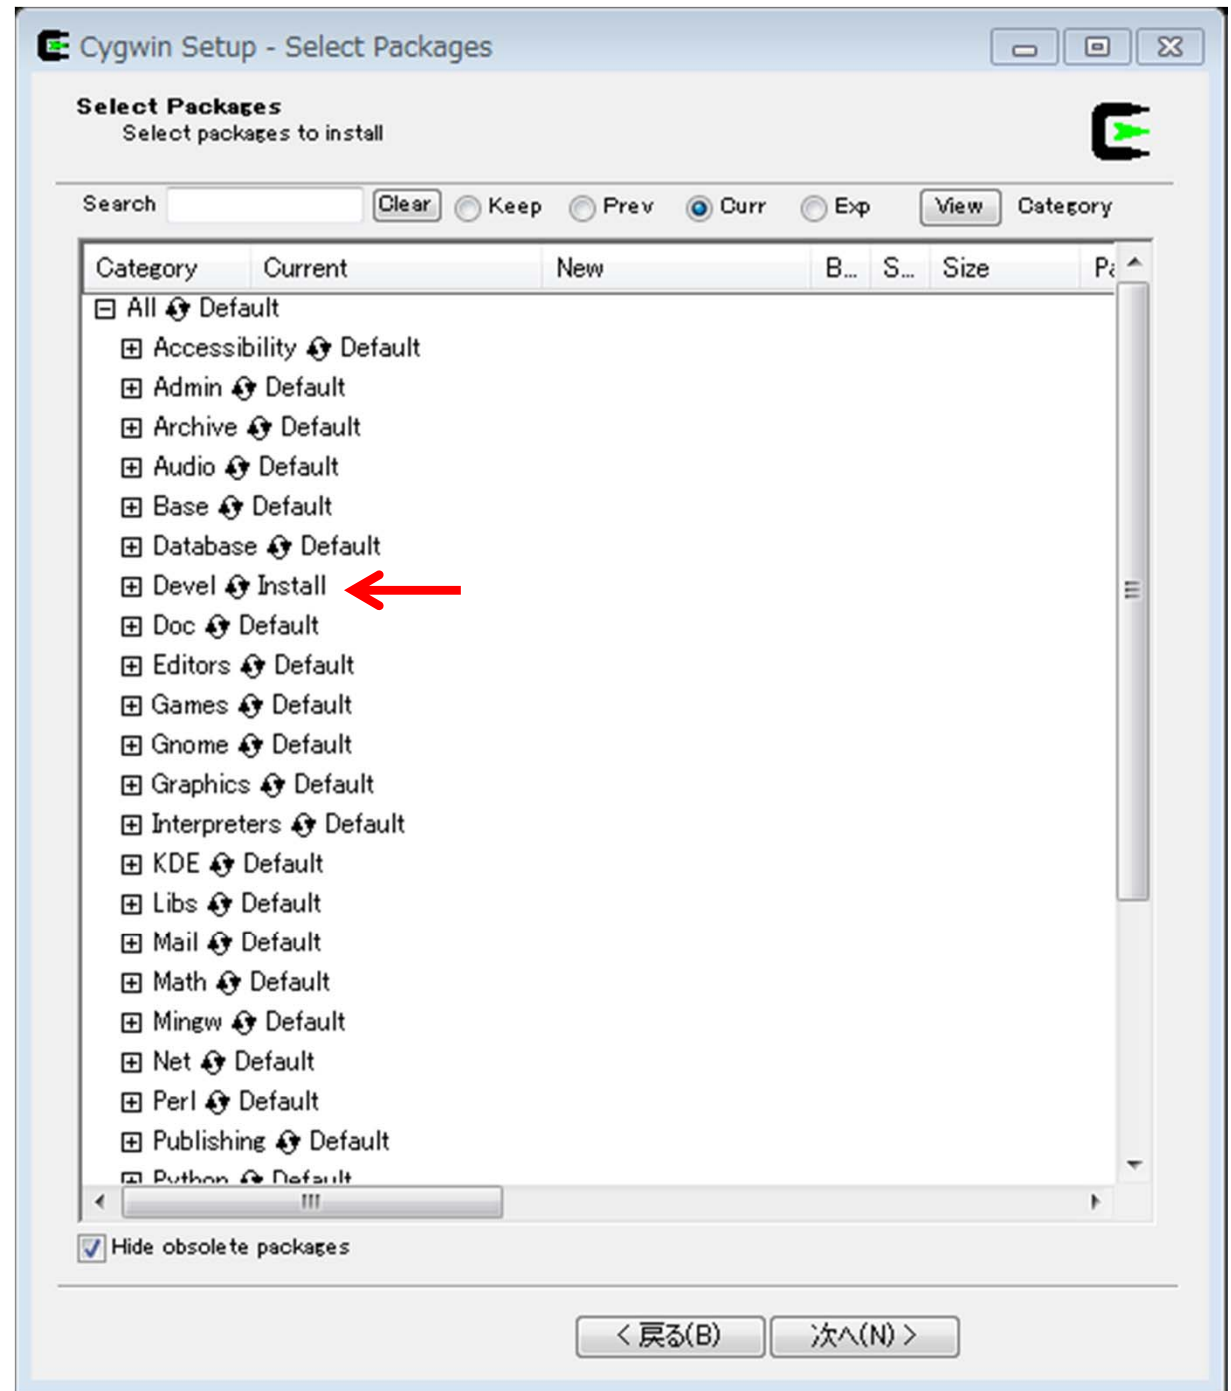 Cygwin Setup - Select Packages
Select Packages
Select packages to install
Search Clear Keep Prev Curr Exp View Category
Category Current New B... S... Size Pa
All Default
Accessibility Default
Admin Default
Archive Default
Audio Default
Base Default
Database Default
Devel Install
Doc Default
Editors Default
Games Default
Gnome Default
Graphics Default
Interpreters Default
KDE Default
Libs Default
Mail Default
Math Default
Mingw Default
Net Default
Perl Default
Publishing Default
Python Default
Hide obsolete packages
< 戻る(B) 次へ(N) >